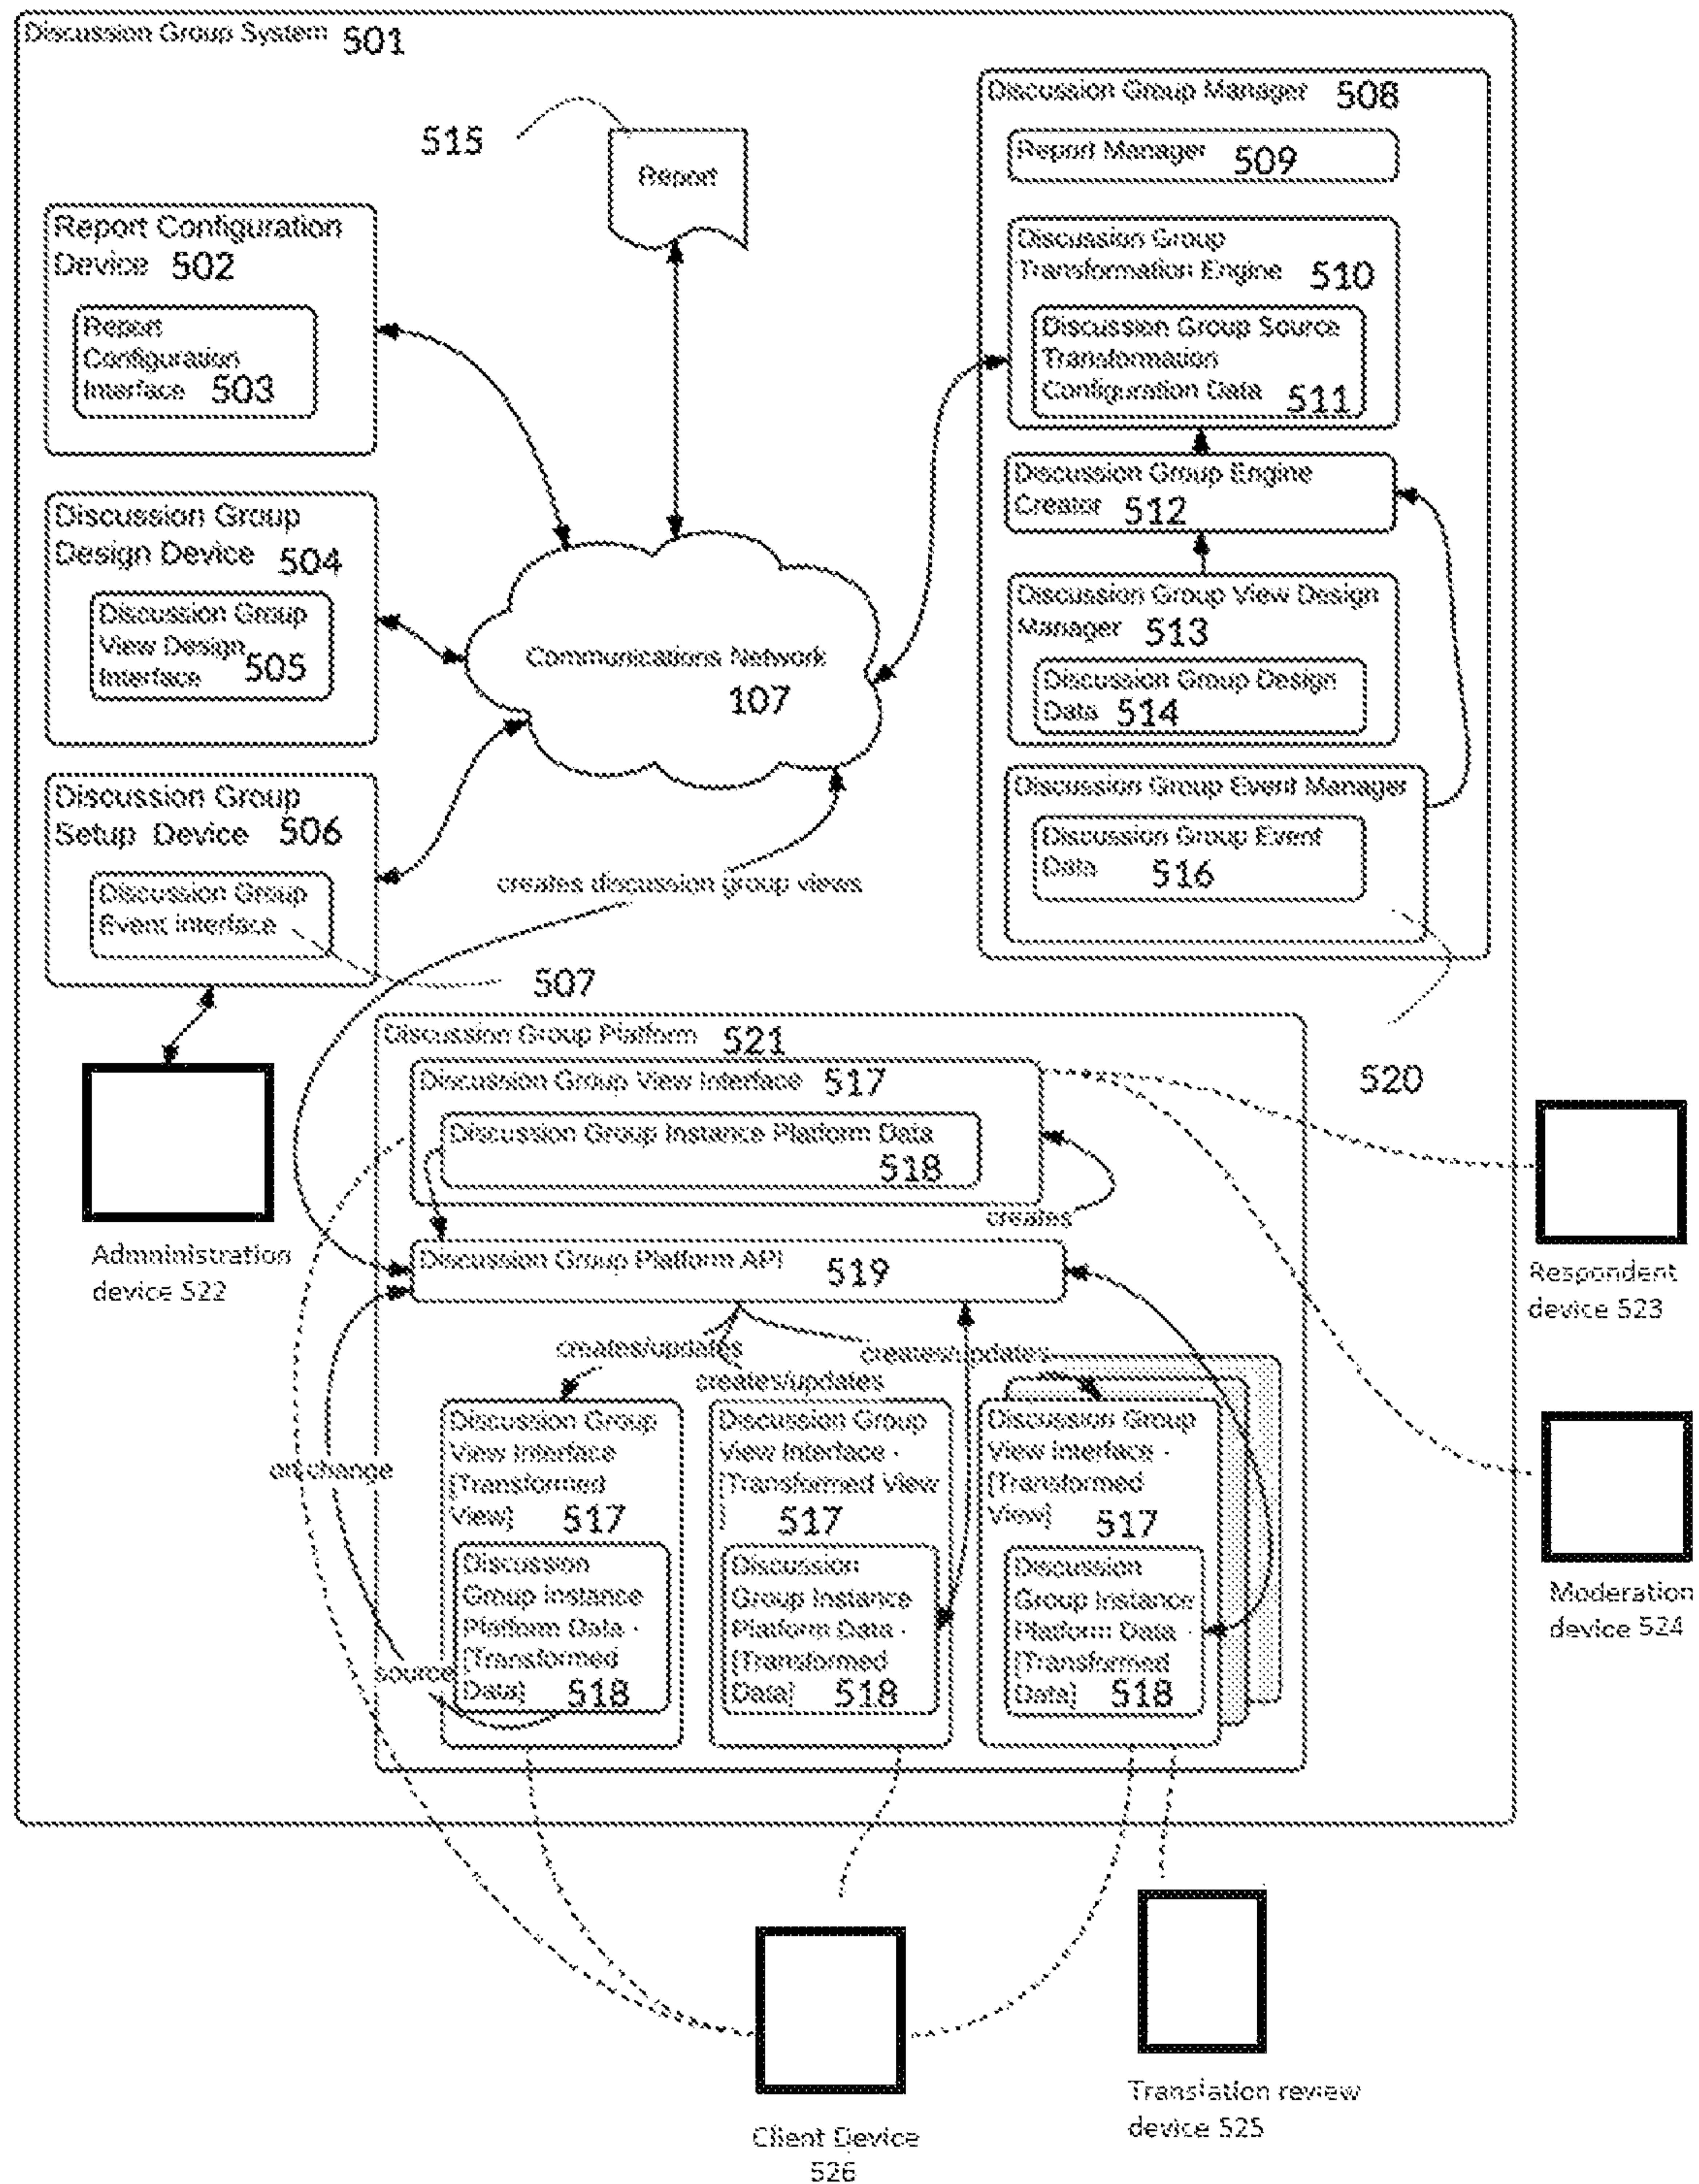 Discussion Group System 501
Discussion Group Manager 508
Report Manager 509
515
Report
Report Configuration
Device 502
Report
Configuration
Interface 503
Discussion Group
Transformation Engine 510
Discussion Group Source
Transformation
Configuration Data 511
Discussion Group Engine
Creator 512
Discussion Group
Design Device 504
Discussion Group
View Design
Interface 505
Communications Network
107
Discussion Group View Design
Manager 513
Discussion Group Design
Data 514
Discussion Group
Setup Device 506
Discussion Group
Event interface
507
Discussion Group Event Manager
Discussion Group Event
Data 516
520
creates discussion group views
Discussion Group Platform 521
Discussion Group View Interface 517
Discussion Group Instance Platform Data
518
creates
Discussion Group Platform API 519
Admninistration
device 522
Respondent
device 523
creates/updates
creates/updates
creates/updates
on change
source
Discussion Group
View Interface
[Transformed
View] 517
Discussion
Group Instance
Platform Data -
[Transformed
Data] 518
Discussion Group
View Interface -
[Transformed View
] 517
Discussion
Group Instance
Platform Data -
[Transformed
Data] 518
Discussion Group
View Interface -
[Transformed
View] 517
Discussion
Group Instance
Platform Data -
[Transformed
Data] 518
Moderation
device 524
Translation review
device 525
Client Device
526